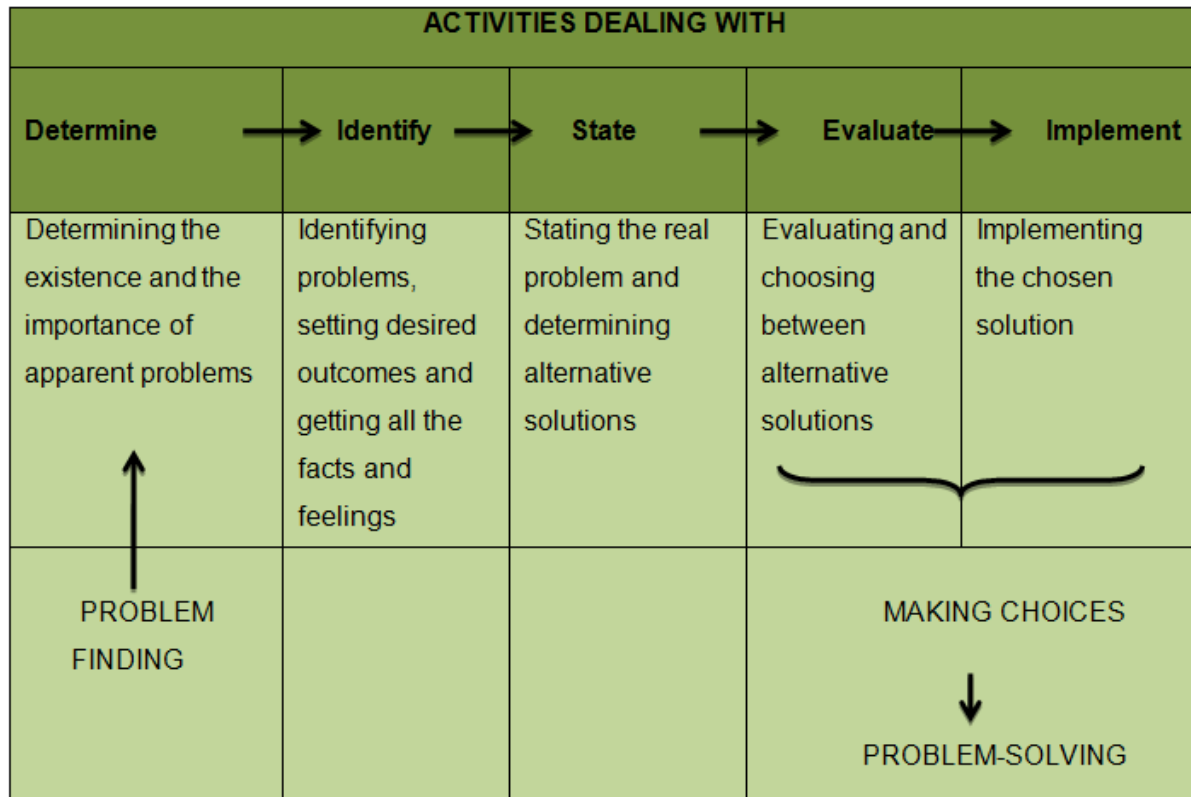 ACTIVITIES DEALING WITH
Determine
Identify
State
Evaluate
Implement
Determining the
existence and the
importance of
apparent problems
Identifying
problems,
setting desired
outcomes and
getting all the
facts and
feelings
Stating the real
problem and
determining
alternative
solutions
Evaluating and
choosing
between
alternative
solutions
Implementing
the chosen
solution
PROBLEM
FINDING
MAKING CHOICES
PROBLEM-SOLVING